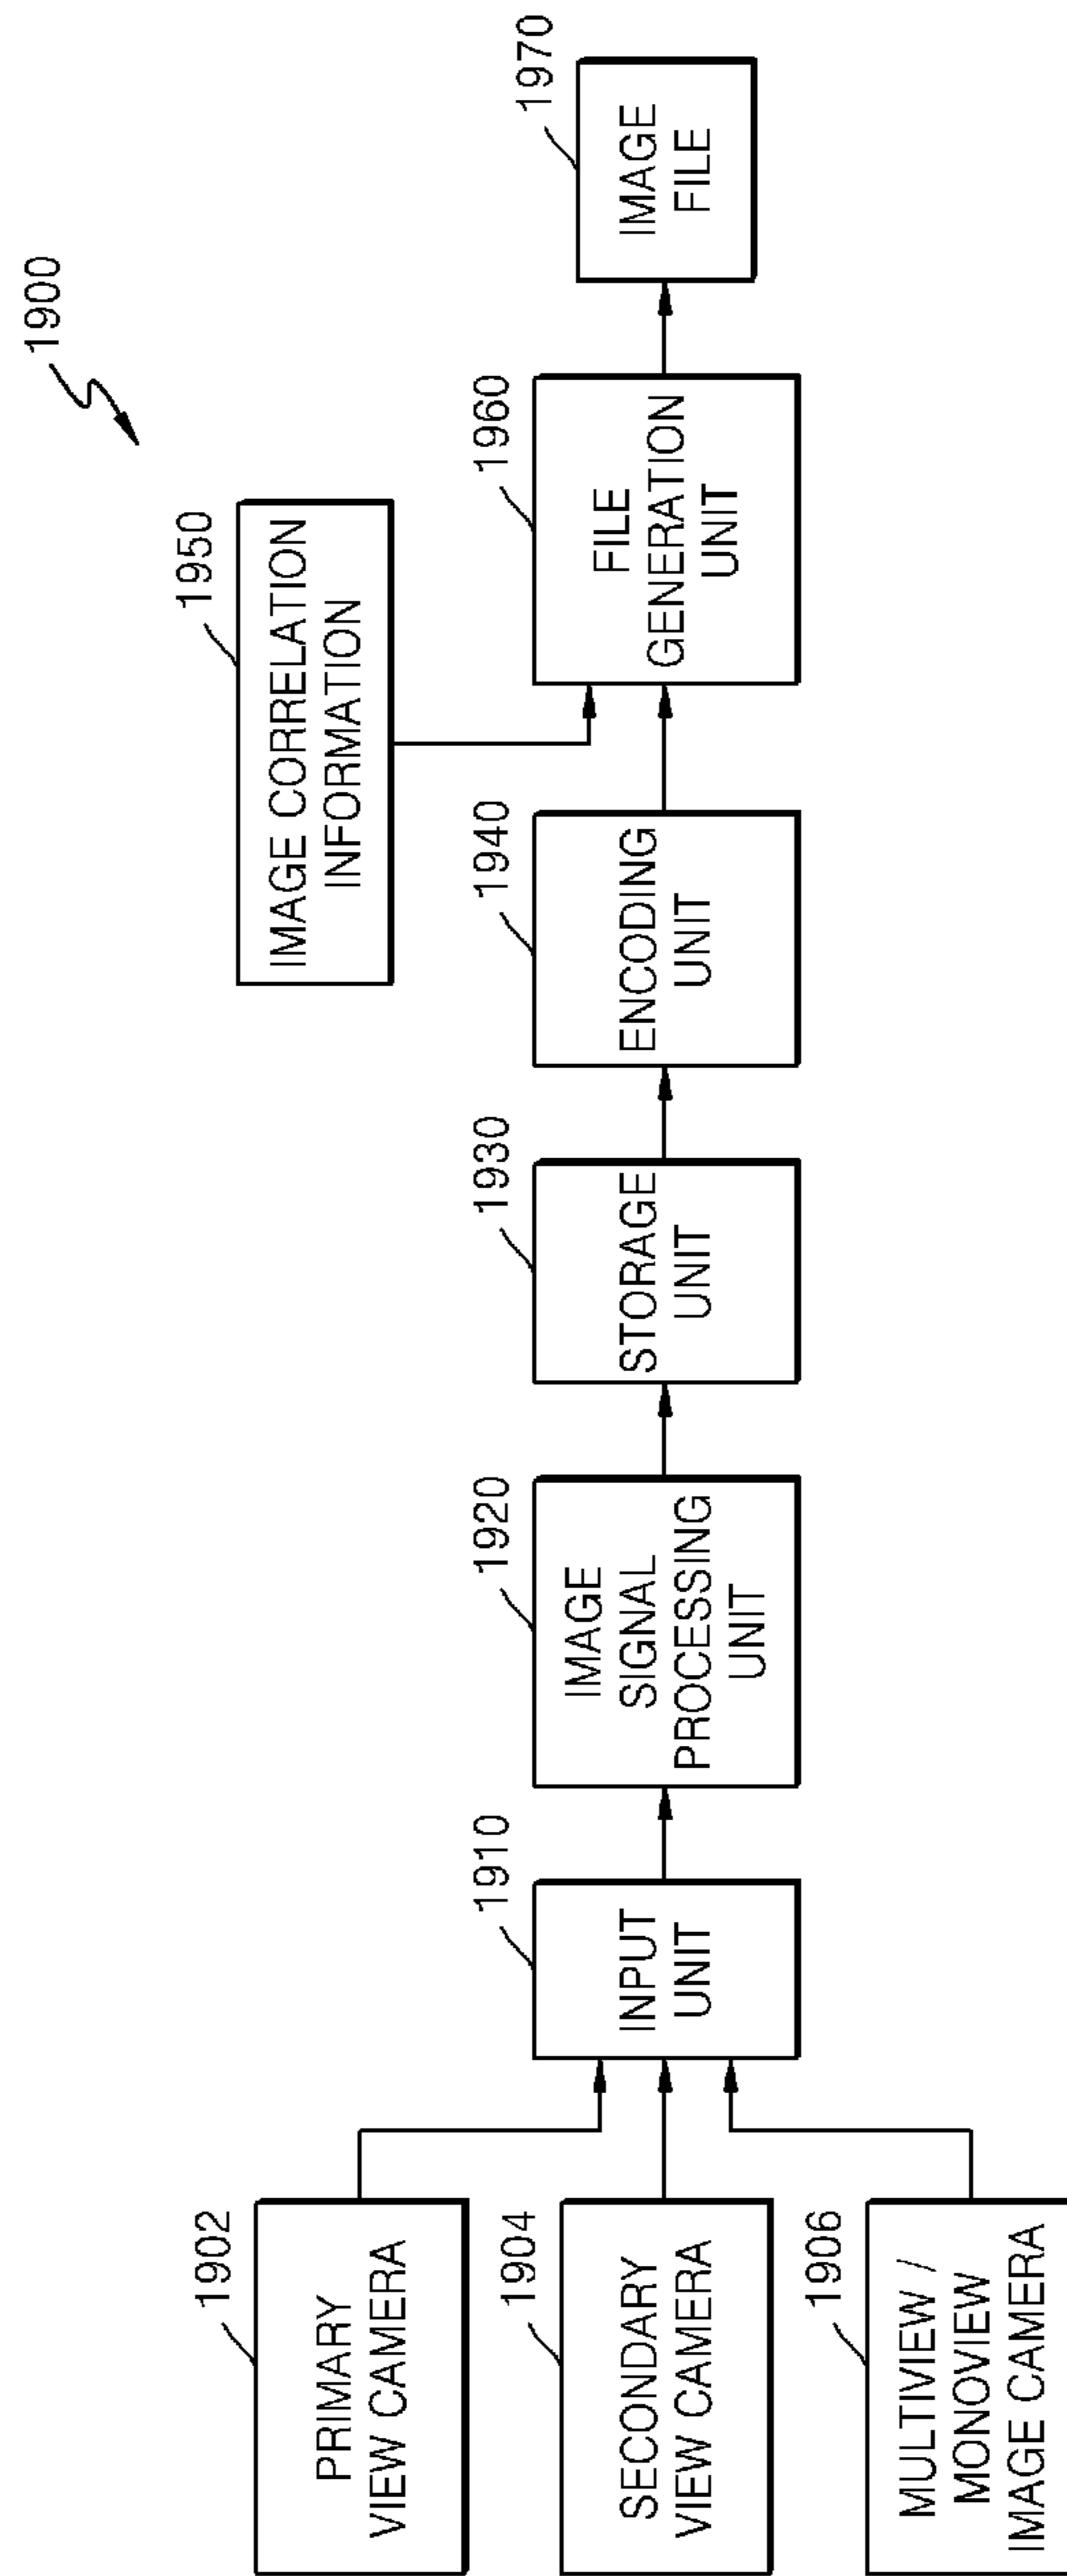 1900
1902
PRIMARY
VIEW CAMERA
1904
SECONDARY
VIEW CAMERA
1906
MULTIVIEW /
MONOVIEW
IMAGE CAMERA
1910
INPUT
UNIT
1920
IMAGE
SIGNAL
PROCESSING
UNIT
1930
STORAGE
UNIT
1940
ENCODING
UNIT
1950
IMAGE CORRELATION
INFORMATION
1960
FILE
GENERATION
UNIT
1970
IMAGE
FILE